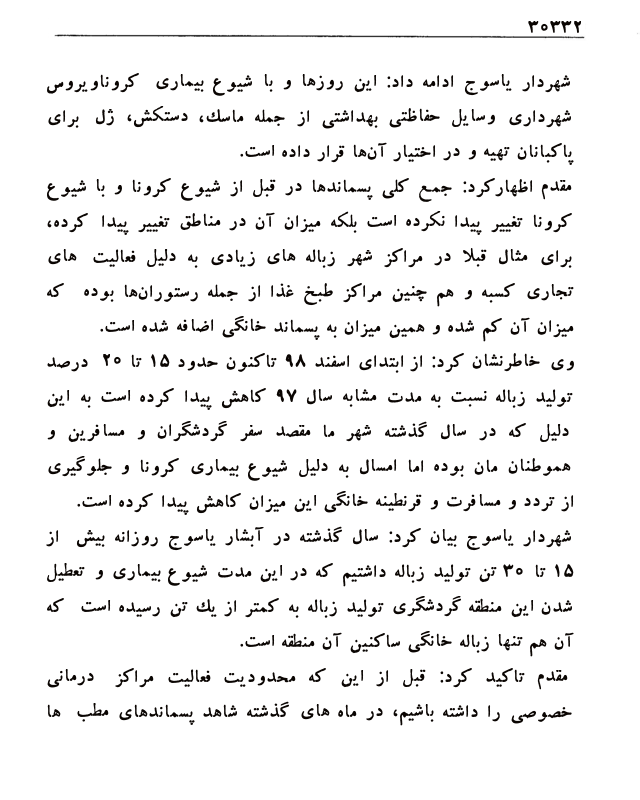 ۳۰۳۳۲
شهردار یاسوج ادامه داد: این روزها و با شیوع بیماری کروناویروس
شهرداری وسایل حفاظتی بهداشتی از جمله ماسك، دستکش، ژل برای
پاکبانان تهیه و در اختیار آن‌ها قرار داده است.
مقدم اظهارکرد: جمع کلی پسماندها در قبل از شیوع کرونا و با شیوع
کرونا تغییر پیدا نکرده است بلکه میزان آن در مناطق تغییر پیدا کرده،
برای مثال قبلا در مراکز شهر زباله های زیادی به دلیل فعالیت های
تجاری کسبه و هم چنین مراکز طبخ غذا از جمله رستوران‌ها بوده که
میزان آن کم شده و همین میزان به پسماند خانگی اضافه شده است.
وی خاطرنشان کرد: از ابتدای اسفند ۹۸ تاکنون حدود ۱۵ تا ۲۰ درصد
تولید زباله نسبت به مدت مشابه سال ۹۷ کاهش پیدا کرده است به این
دلیل که در سال گذشته شهر ما مقصد سفر گردشگران و مسافرین و
هموطنان مان بوده اما امسال به دلیل شیوع بیماری کرونا و جلوگیری
از تردد و مسافرت و قرنطینه خانگی این میزان کاهش پیدا کرده است.
شهردار یاسوج بیان کرد: سال گذشته در آبشار یاسوج روزانه بیش از
۱۵ تا ۳۰ تن تولید زباله داشتیم که در این مدت شیوع بیماری و تعطیل
شدن این منطقه گردشگری تولید زباله به کمتر از يك تن رسیده است که
آن هم تنها زباله خانگی ساکنین آن منطقه است.
مقدم تاکید کرد: قبل از این که محدودیت فعالیت مراکز درمانی
خصوصی را داشته باشیم، در ماه های گذشته شاهد پسماندهای مطب ها